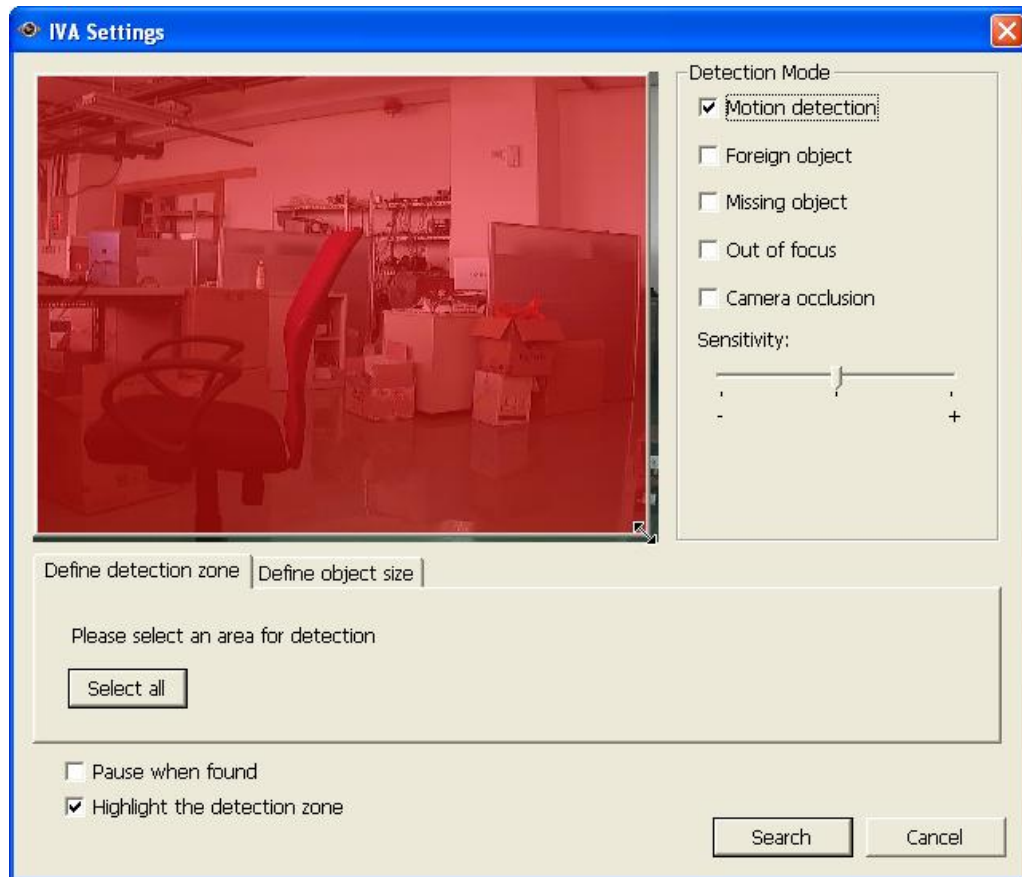 IVA Settings
Detection Mode
Motion detection
Foreign object
Missing object
Out of focus
Camera occlusion
Sensitivity:
- +
Define detection zone Define object size
Please select an area for detection
Select all
Pause when found
Highlight the detection zone
Search Cancel